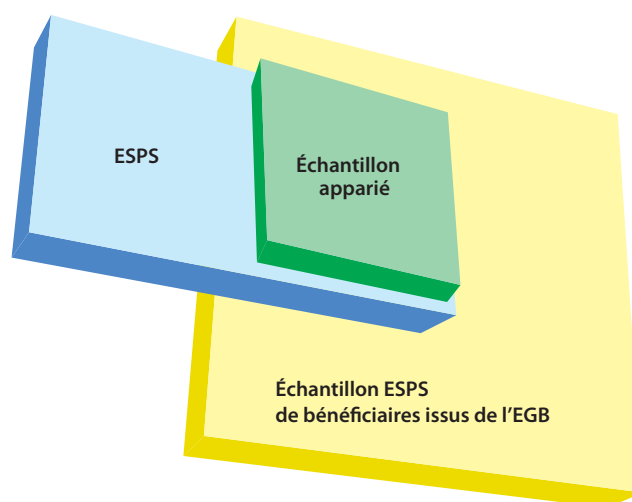 ESPS
Échantillon
apparié
Échantillon ESPS
de bénéficiaires issus de l'EGB